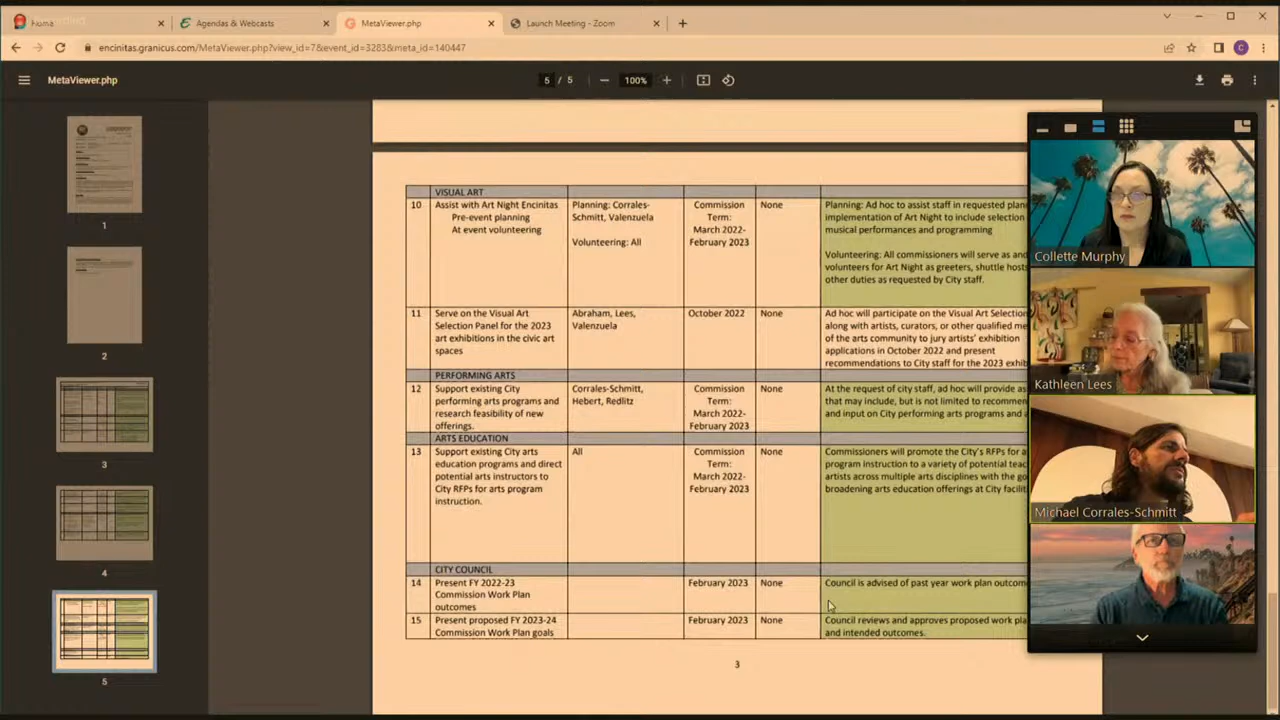 Fiuma
Agendas & Webcasts
MetaViewer.php
Launch Meeting - Zoom
encinitas.granicus.com/MetaViewer.php?view_id=7&event_id=3283&meta_id=140447
C
MetaViewer.php
5 / 5
100%
1
2
3
4
5
VISUAL ART
10
Assist with Art Night Encinitas
Pre-event planning
At event volunteering
Planning: Corrales-
Schmitt, Valenzuela
Volunteering: All
Commission
Term:
March 2022-
February 2023
None
Planning: Ad hoc to assist staff in requested
implementation of Art Night to include selection
musical performances and programming
Volunteering: All commissioners will serve as
volunteers for Art Night as greeters, shuttle
other duties as requested by City staff.
11
Serve on the Visual Art
Selection Panel for the 2023
art exhibitions in the civic art
spaces
Abraham, Lees,
Valenzuela
October 2022
None
Ad hoc will participate on the Visual Art
along with artists, curators, or other qualified
of the arts community to jury artists' exhibition
applications in October 2022 and present
recommendations to City staff for the 2023
PERFORMING ARTS
12
Support existing City
performing arts programs and
research feasibility of new
offerings.
Corrales-Schmitt,
Hebert, Redlitz
Commission
Term:
March 2022-
February 2023
None
At the request of city staff, ad hoc will provide
that may include, but is not limited to
and input on City performing arts programs and
ARTS EDUCATION
13
Support existing City arts
education programs and direct
potential arts instructors to
City RFPs for arts program
instruction.
All
Commission
Term:
March 2022-
February 2023
None
Commissioners will promote the City's RFPs for
program instruction to a variety of potential
artists across multiple arts disciplines with the
broadening arts education offerings at City
CITY COUNCIL
14
Present FY 2022-23
Commission Work Plan
outcomes
February 2023
None
Council is advised of past year work plan
15
Present proposed FY 2023-24
Commission Work Plan goals
February 2023
None
Council reviews and approves proposed work
and intended outcomes.
3
Collette Murphy
Kathleen Lees
Michael Corrales-Schmitt